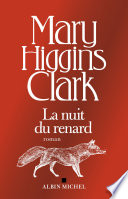 Mary
Higgins
Clark
La nuit
du renard
roman
ALBIN MICHEL